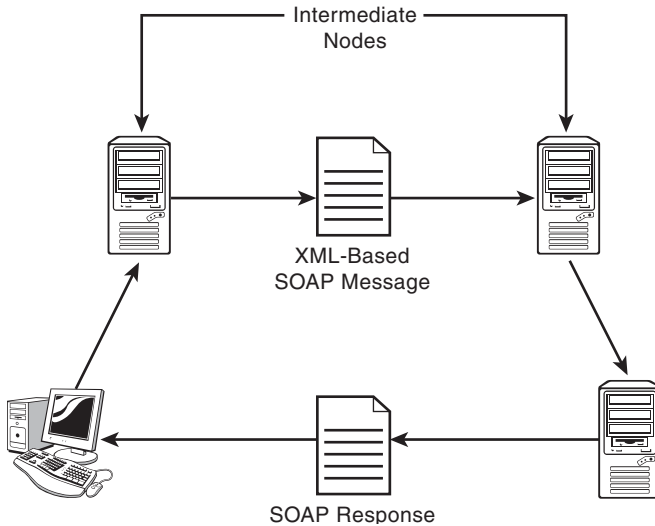 Intermediate
Nodes
XML-Based
SOAP Message
SOAP Response